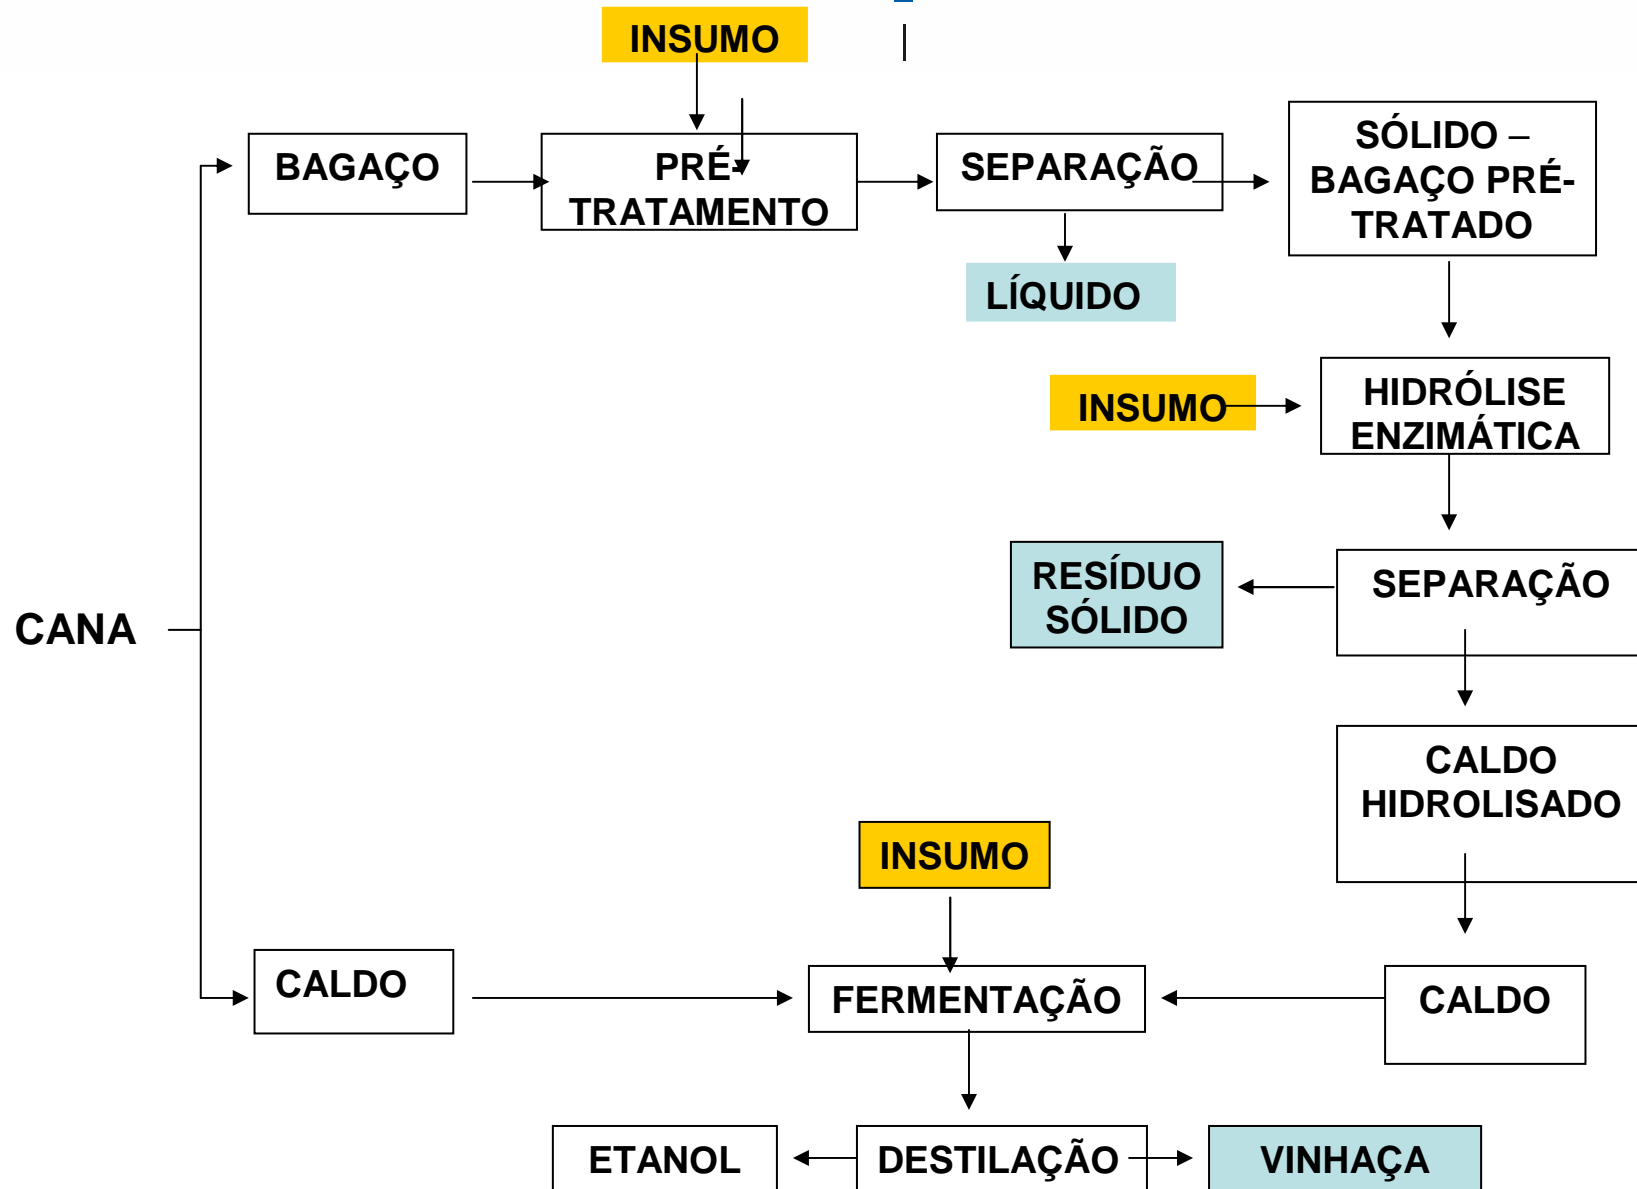 INSUMO
BAGAÇO
PRÉ-
TRATAMENTO
SEPARAÇÃO
SÓLIDO –
BAGAÇO PRÉ-
TRATADO
LÍQUIDO
INSUMO
HIDRÓLISE
ENZIMÁTICA
RESÍDUO
SÓLIDO
SEPARAÇÃO
CANA
CALDO
HIDROLISADO
INSUMO
CALDO
FERMENTAÇÃO
CALDO
ETANOL
DESTILAÇÃO
VINHAÇA